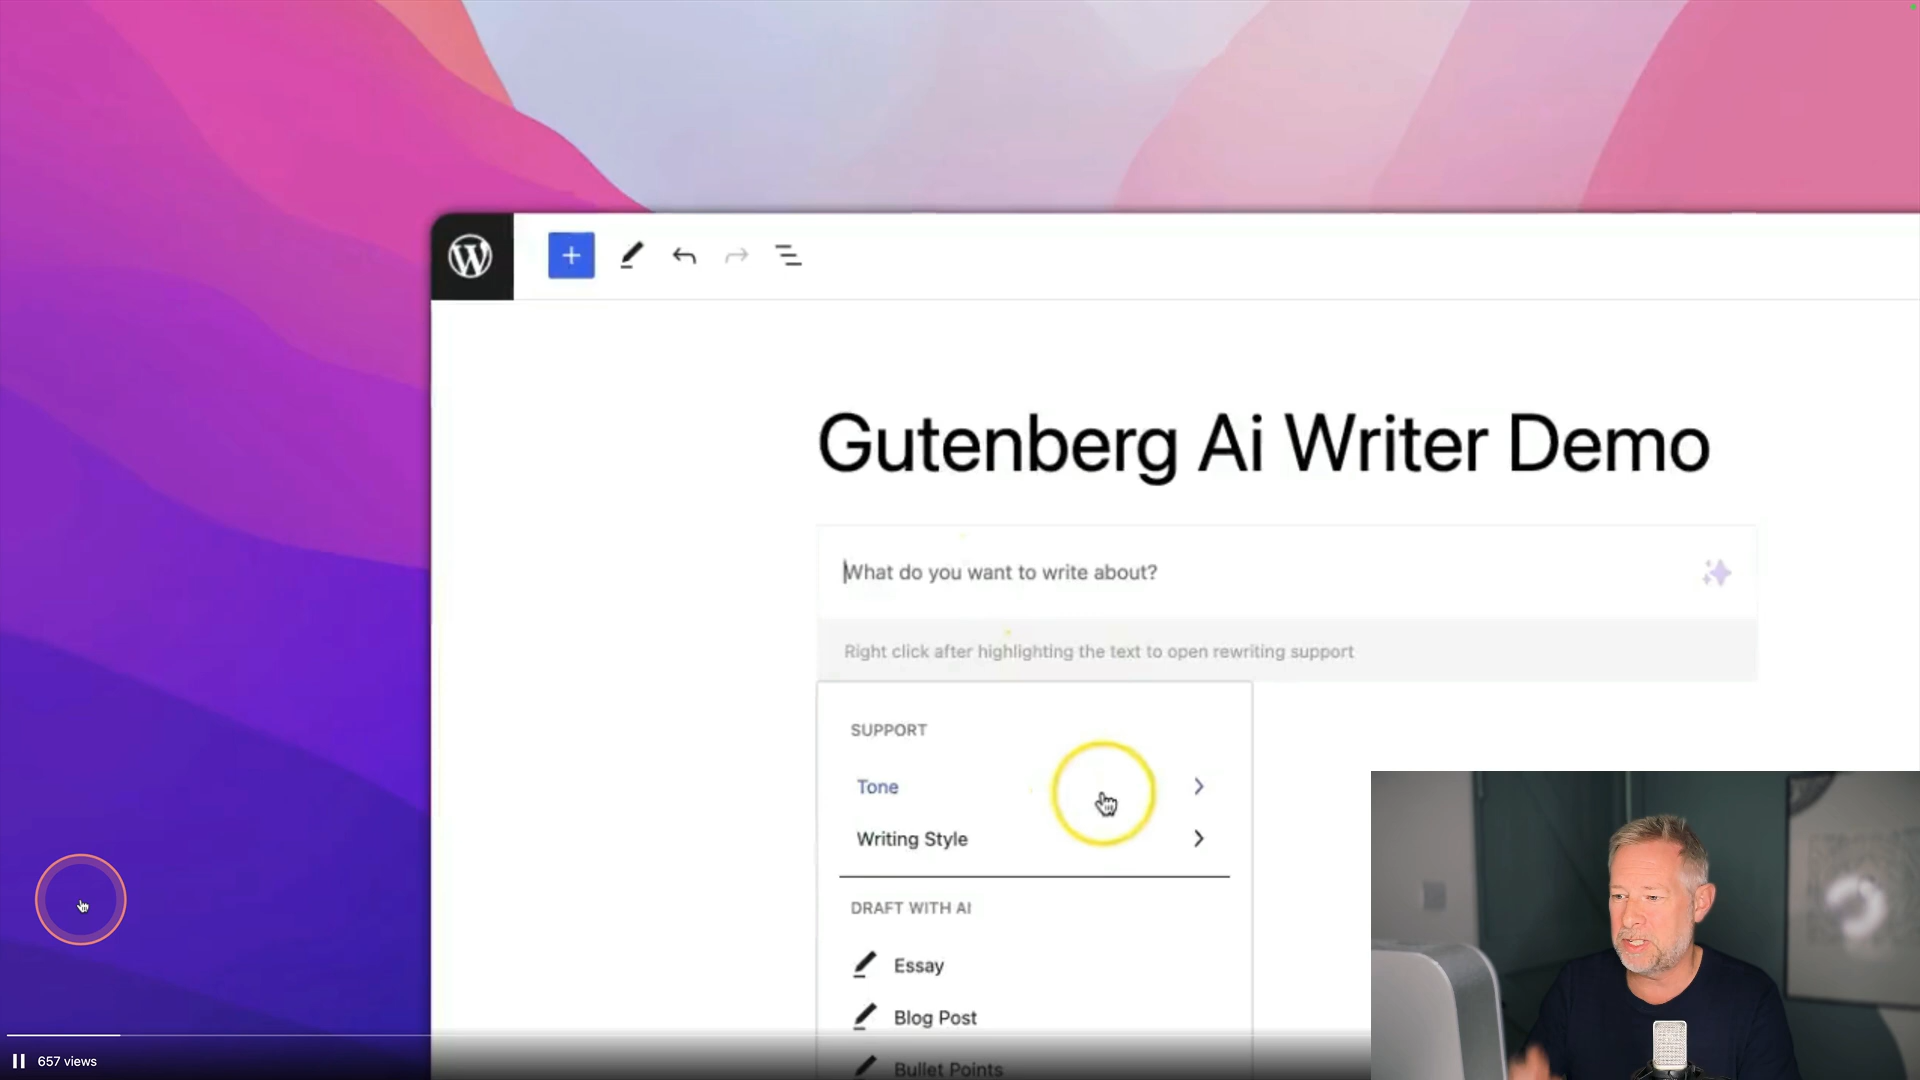 Gutenberg Ai Writer Demo
What do you want to write about?
Right click after highlighting the text to open rewriting support
SUPPORT
Tone
Writing Style
DRAFT WITH AI
Essay
Blog Post
Bullet Points
657 views